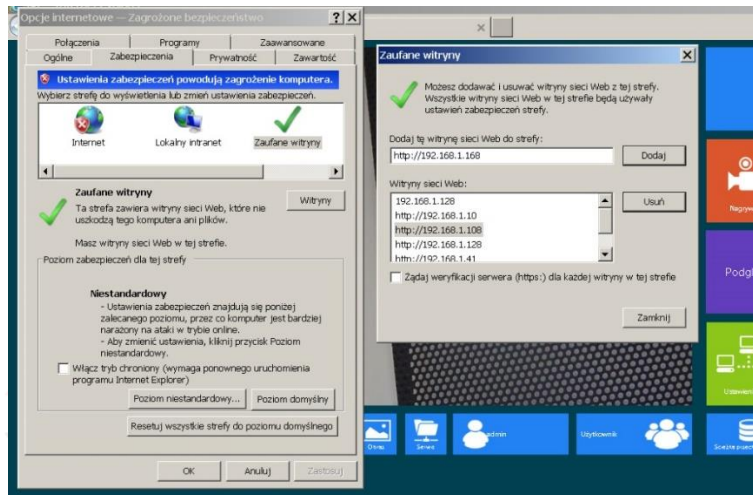 Opcje internetowe — Zagrożone bezpieczeństwo
Połączenia Programy Zaawansowane
Ogólne Zabezpieczenia Prywatność Zawartość
Ustawienia zabezpieczeń powodują zagrożenie komputera.
Wybierz strefę do wyświetlenia lub zmień ustawienia zabezpieczeń.
Internet Lokalny intranet Zaufane witryny
Zaufane witryny
Ta strefa zawiera witryny sieci Web, które nie
uszkodzą tego komputera ani plików.
Witryny
Masz witryny sieci Web w tej strefie.
Poziom zabezpieczeń dla tej strefy
Niestandardowy
- Ustawienia zabezpieczeń znajdują się poniżej
zalecanego poziomu, przez co komputer jest bardziej
narażony na ataki w trybie online.
- Aby zmienić ustawienia, kliknij przycisk Poziom
niestandardowy.
Włącz tryb chroniony (wymaga ponownego uruchomienia
programu Internet Explorer)
Poziom niestandardowy... Poziom domyślny
Resetuj wszystkie strefy do poziomu domyślnego
OK Anuluj Zastosuj
Zaufane witryny
Możesz dodawać i usuwać witryny sieci Web z tej strefy.
Wszystkie witryny sieci Web w tej strefie będą używały
ustawień zabezpieczeń strefy.
Dodaj tę witrynę sieci Web do strefy:
http://192.168.1.168 Dodaj
Witryny sieci Web:
192.168.1.128 Usuń
http://192.168.1.10
http://192.168.1.108
http://192.168.1.128
http://192.168.1.41
Żądaj weryfikacji serwera (https:) dla każdej witryny w tej strefie
Zamknij
Nagryw
Podgl
Ustawieni
Serwis admin Użytkownik